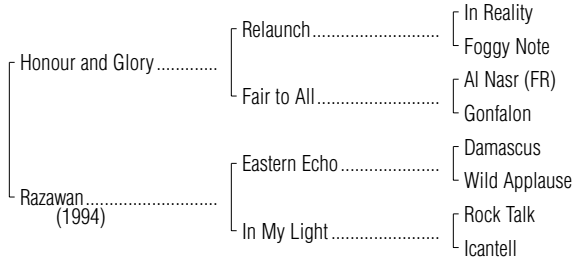 In Reality
Relaunch
Foggy Note
Honour and Glory
Al Nasr (FR)
Fair to All
Gonfalon
Damascus
Eastern Echo
Wild Applause
Razawan
(1994)
Rock Talk
In My Light
Icantell